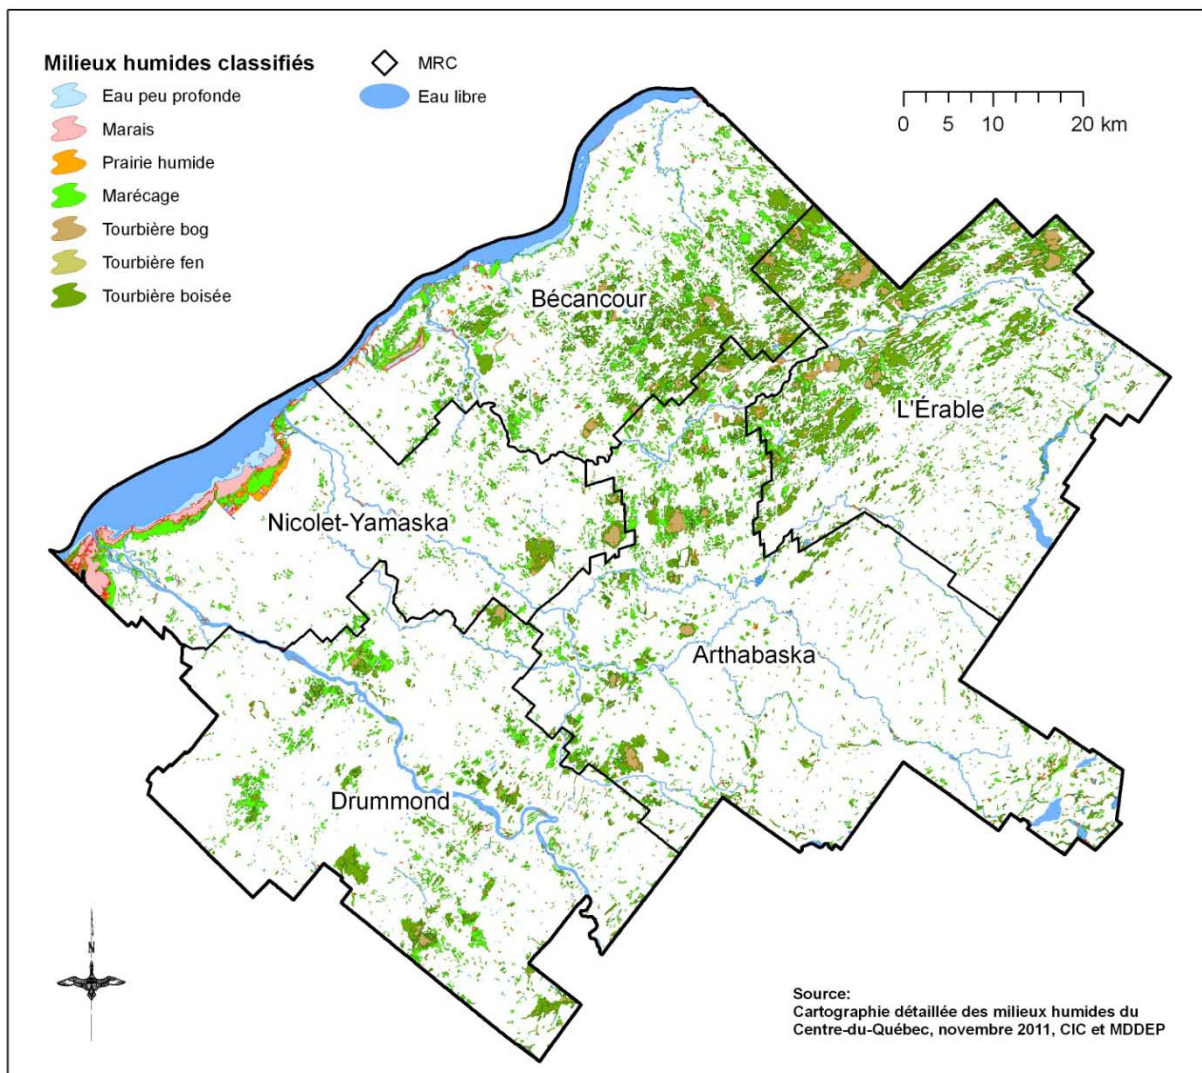 Milieux humides classifiés
Eau peu profonde
Marais
Prairie humide
Marécage
Tourbière bog
Tourbière fen
Tourbière boisée
MRC
Eau libre
0 5 10 20 km
Bécancour
L'Érable
Nicolet-Yamaska
Arthabaska
Drummond
N
Source:
Cartographie détaillée des milieux humides du
Centre-du-Québec, novembre 2011, CIC et MDDEP